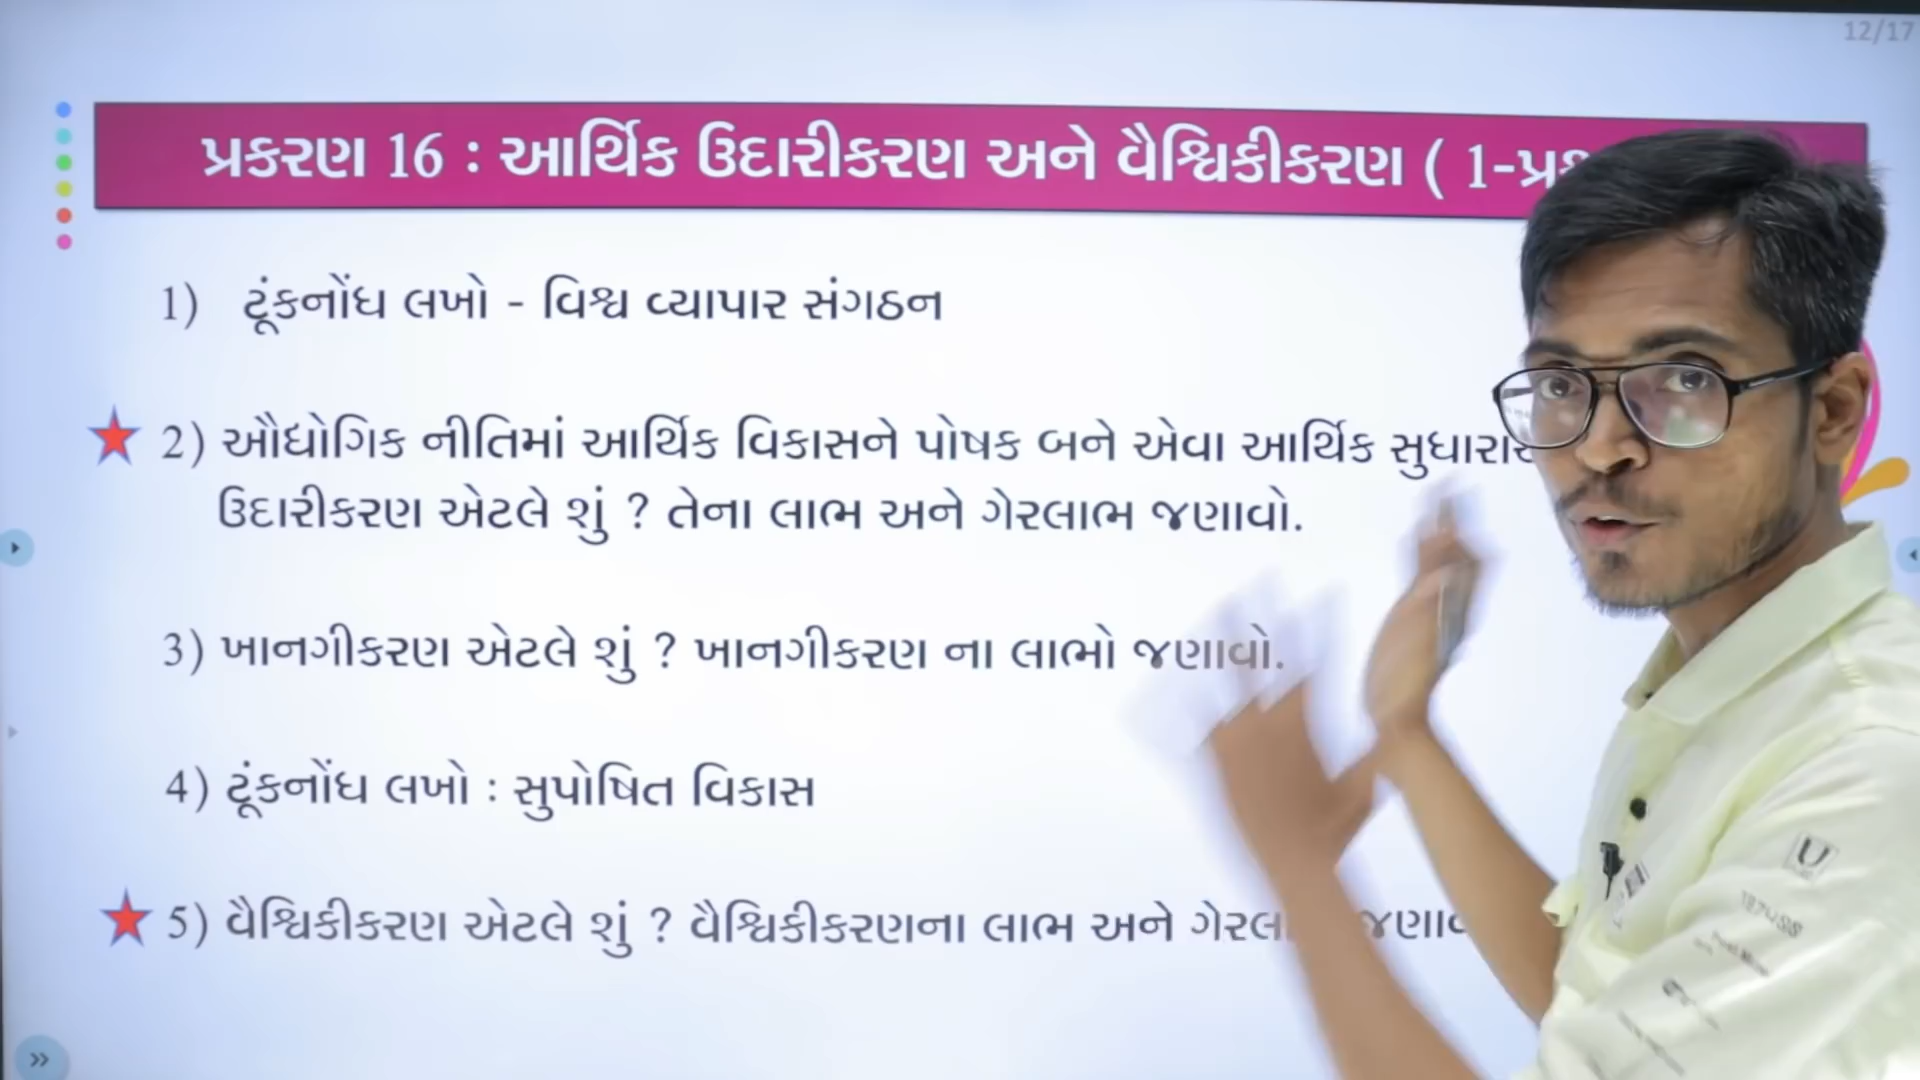 12/17
પ્રકરણ 16 : આર્થિક ઉદારીકરણ અને વૈશ્વિકીકરણ ( 1-
1) ટૂંકનોંધ લખો - વિશ્વ વ્યાપાર સંગઠન
2) ઔદ્યોગિક નીતિમાં આર્થિક વિકાસને પોષક બને એવા આર્થિક
ઉદારીકરણ એટલે શું ? તેના લાભ અને ગેરલાભ જણાવો.
3) ખાનગીકરણ એટલે શું ? ખાનગીકરણ ના લાભો જણાવો.
4) ટૂંકનોંધ લખો : સુપોષિત વિકાસ
5) વૈશ્વિકીકરણ એટલે શું ? વૈશ્વિકીકરણના લાભ અને
U